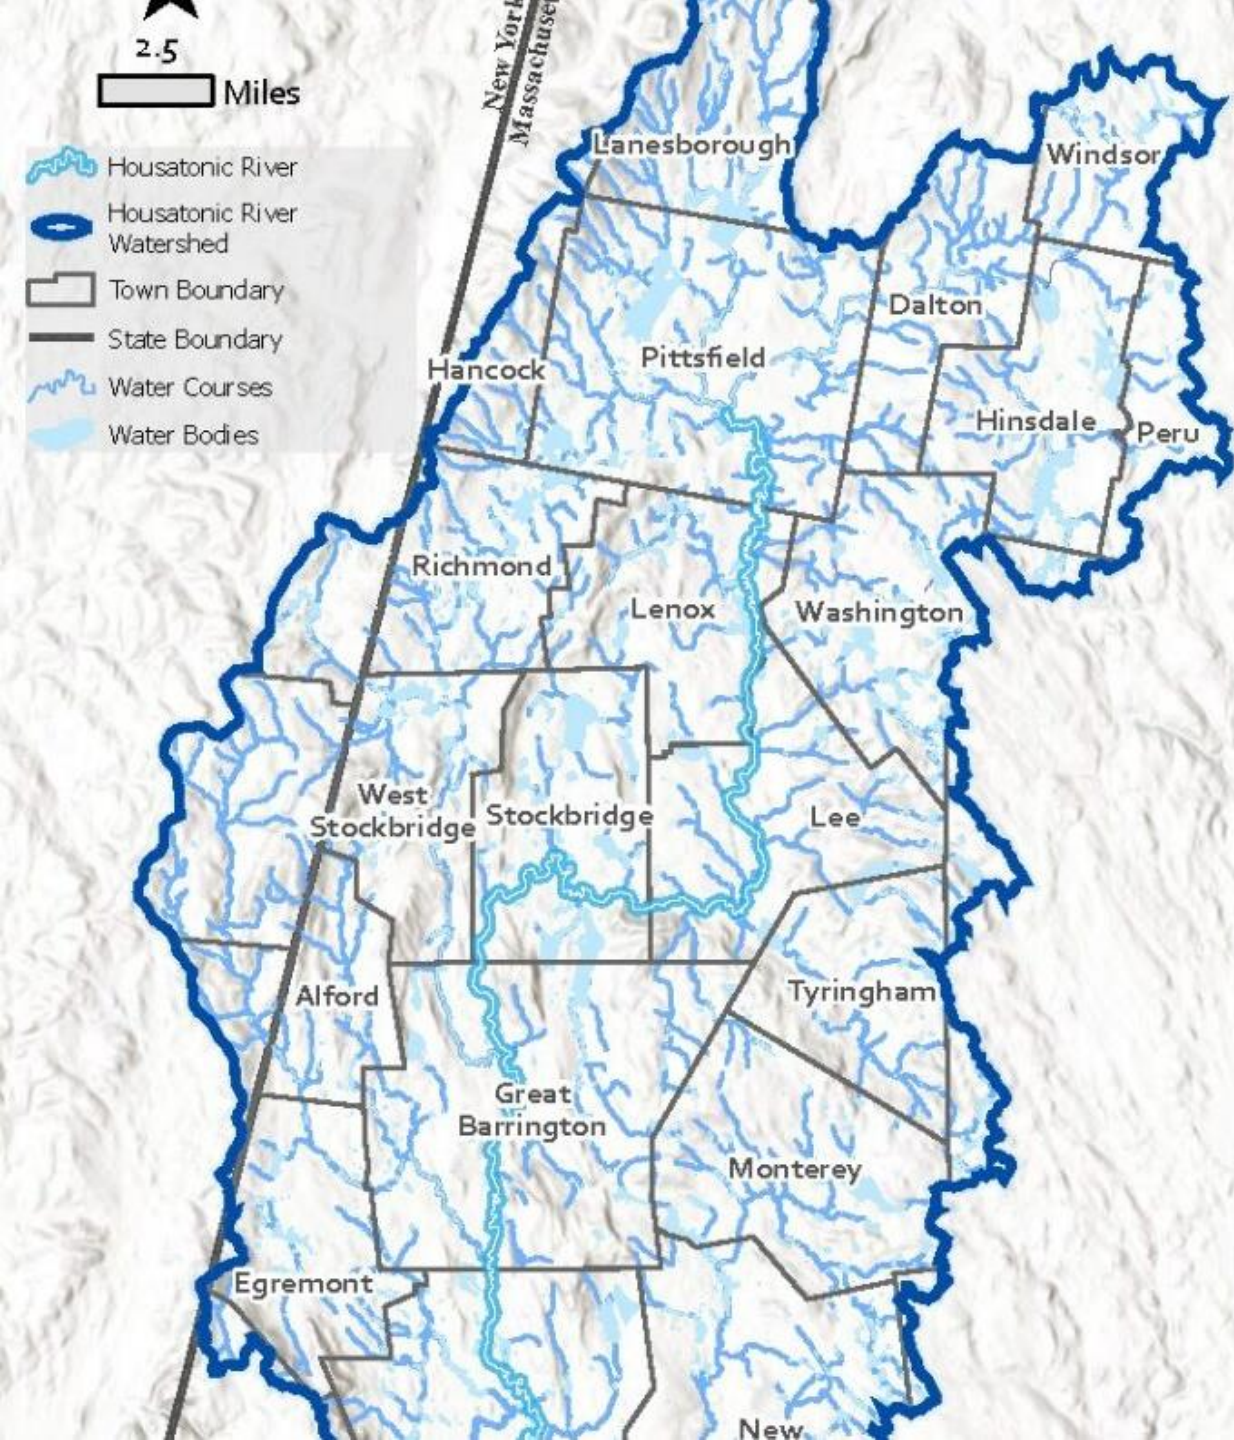 2.5
Miles
New York
Massachuse
Housatonic River
Housatonic River
Watershed
Town Boundary
State Boundary
Water Courses
Water Bodies
Lanesborough
Windsor
Dalton
Pittsfield
Hancock
Hinsdale
Peru
Richmond
Lenox
Washington
West
Stockbridge
Stockbridge
Lee
Alford
Tyringham
Great
Barrington
Monterey
Egremont
New